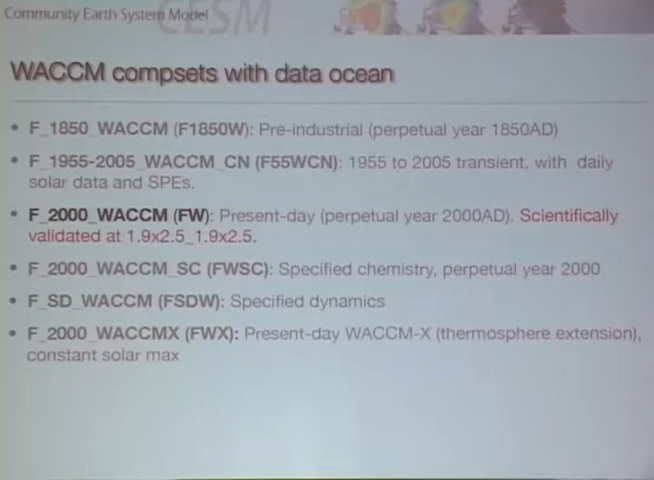 Community Earth System Model
CESM
WACCM compsets with data ocean
• F_1850_WACCM (F1850W): Pre-industrial (perpetual year 1850AD)
• F_1955-2005_WACCM_CN (F55WCN): 1955 to 2005 transient, with daily
solar data and SPEs.
• F_2000_WACCM (FW): Present-day (perpetual year 2000AD). Scientifically
validated at 1.9x2.5_1.9x2.5.
• F_2000_WACCM_SC (FWSC): Specified chemistry, perpetual year 2000
• F_SD_WACCM (FSDW): Specified dynamics
• F_2000_WACCMX (FWX): Present-day WACCM-X (thermosphere extension),
constant solar max